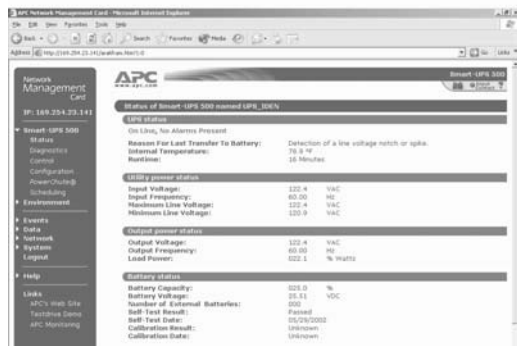 APC Network Management Card - Microsoft Internet Explorer
File Edit View Favorites Tools Help
Back Search Favorites Media
Address Go Links
Network
Management
Card
IP: 169.254.23.141
Smart-UPS 500
Status
Diagnostics
Control
Configuration
PowerChute®
Scheduling
Environment
Events
Data
Network
System
Logout
Help
Links
APC's Web Site
Testdrive Demo
APC Monitoring
APC
www.apc.com
Smart-UPS 500
Status of Smart-UPS 500 named UPS_IDEN
UPS status
On Line, No Alarms Present
Reason For Last Transfer To Battery: Detection of a line voltage notch or spike.
Internal Temperature: 78.8 °F
Runtime: 16 Minutes
Utility power status
Input Voltage: 122.4 VAC
Input Frequency: 60.00 Hz
Maximum Line Voltage: 122.4 VAC
Minimum Line Voltage: 120.9 VAC
Output power status
Output Voltage: 122.4 VAC
Output Frequency: 60.00 Hz
Load Power: 022.1 % Watts
Battery status
Battery Capacity: 025.0 %
Battery Voltage: 25.51 VDC
Number of External Batteries: 000
Self-Test Result: Passed
Self-Test Date: 05/29/2002
Calibration Result: Unknown
Calibration Date: Unknown